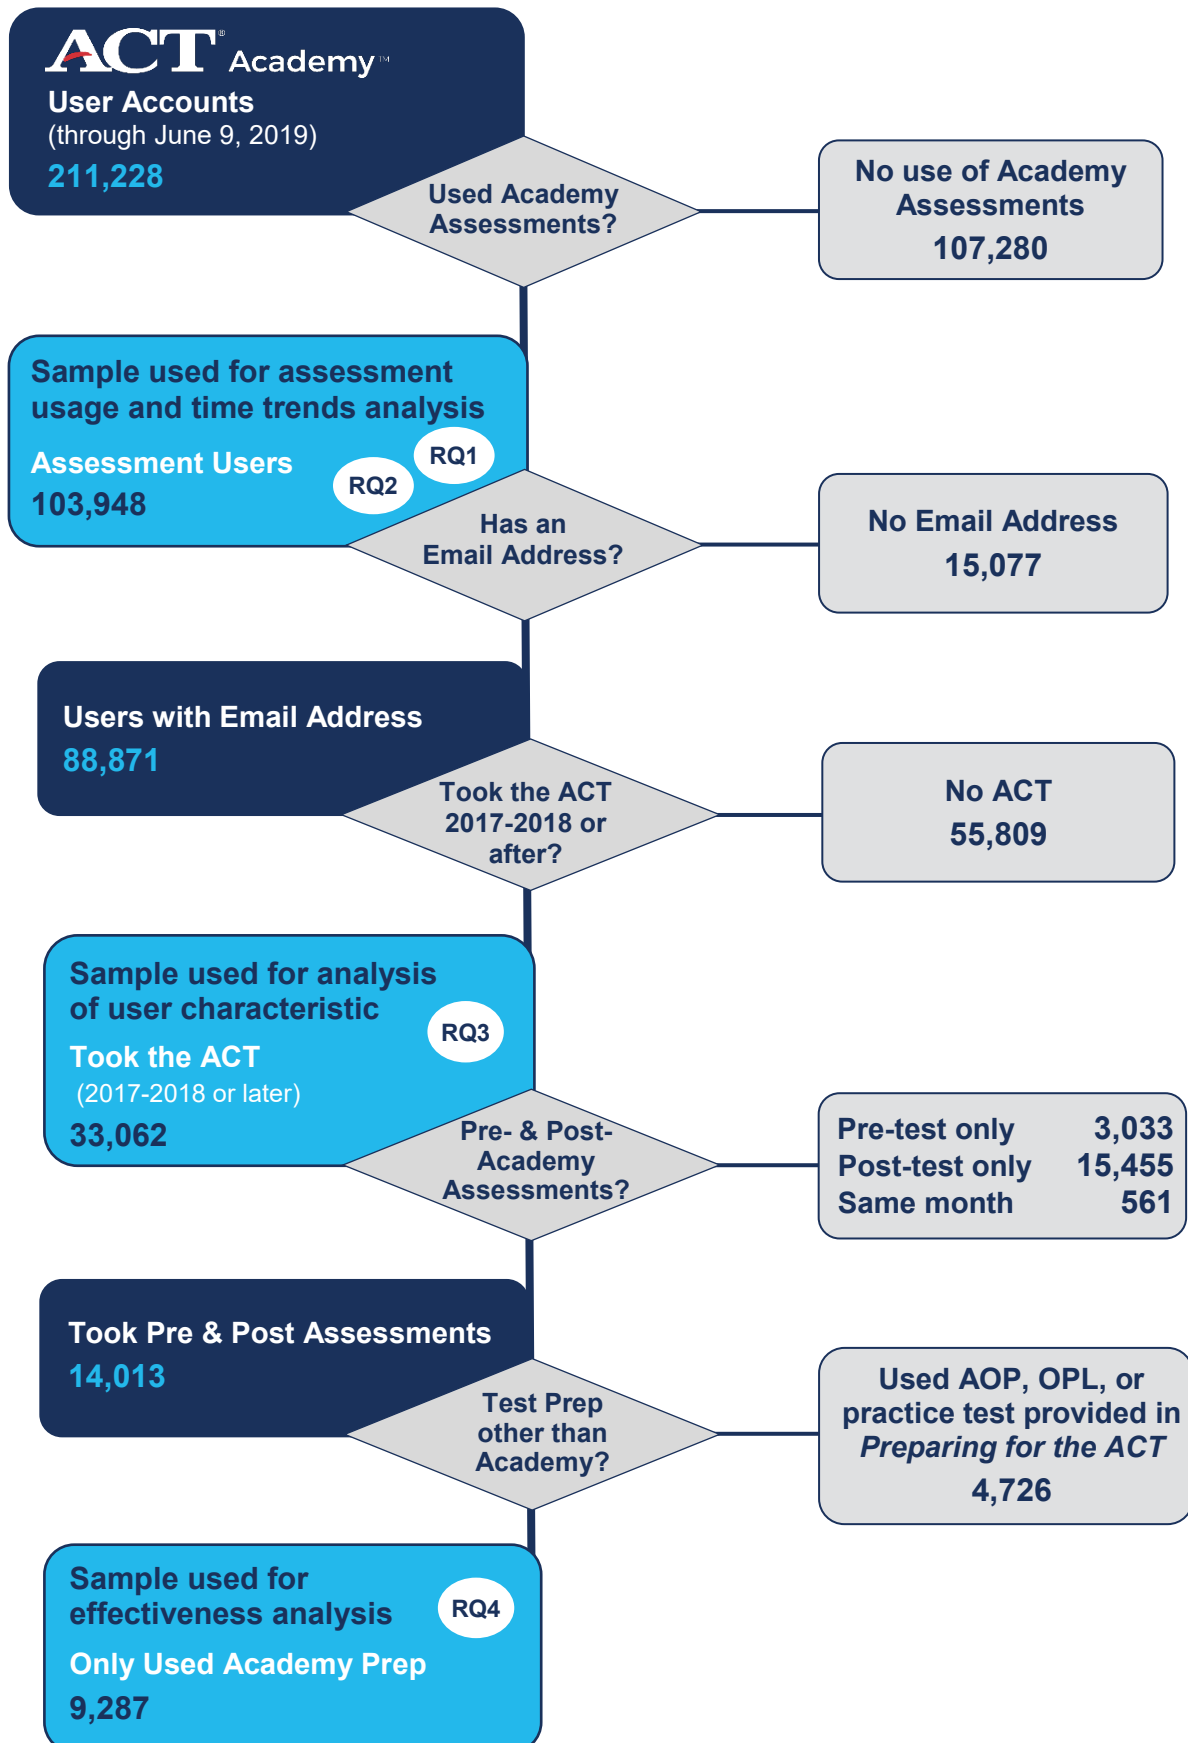 ACT® Academy™
User Accounts
(through June 9, 2019)
211,228
Used Academy
Assessments?
No use of Academy
Assessments
107,280
Sample used for assessment
usage and time trends analysis
Assessment Users
103,948
RQ2
RQ1
Has an
Email Address?
No Email Address
15,077
Users with Email Address
88,871
Took the ACT
2017-2018 or
after?
No ACT
55,809
Sample used for analysis
of user characteristic
RQ3
Took the ACT
(2017-2018 or later)
33,062
Pre- & Post-
Academy
Assessments?
Pre-test only 3,033
Post-test only 15,455
Same month 561
Took Pre & Post Assessments
14,013
Test Prep
other than
Academy?
Used AOP, OPL, or
practice test provided in
Preparing for the ACT
4,726
Sample used for
effectiveness analysis
RQ4
Only Used Academy Prep
9,287